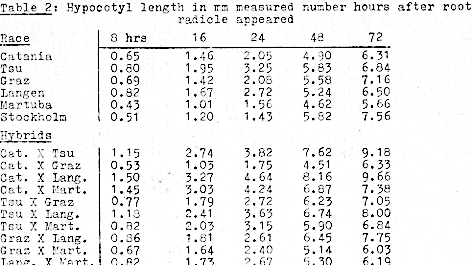 Table 2: Hypocotyl length in mm measured number hours after root
radicle appeared
Race 8 hrs 16 24 48 72
Catania 0.65 1.46 2.05 4.90 6.31
Tsu 0.80 1.95 3.25 5.83 6.84
Graz 0.69 1.42 2.08 5.58 7.16
Langen 0.82 1.67 2.72 5.24 6.50
Martuba 0.43 1.01 1.56 4.62 5.66
Stockholm 0.51 1.20 1.43 5.82 7.56
Hybrids
Cat. X Tsu 1.15 2.74 3.82 7.62 9.18
Cat. X Graz 0.53 1.05 1.75 4.51 6.33
Cat. X Lang. 1.50 3.27 4.64 8.16 9.66
Cat. X Mart. 1.45 3.03 4.24 6.87 7.38
Tsu X Graz 0.77 1.79 2.72 6.23 7.05
Tsu X Lang. 1.18 2.41 3.63 6.74 8.00
Tsu X Mart. 0.82 2.03 3.15 5.90 6.84
Graz X Lang. 0.86 1.81 2.61 6.45 7.75
Graz X Mart. 0.67 1.64 2.40 5.14 6.03
Lang. X Mart. 0.82 1.73 2.67 5.30 6.19